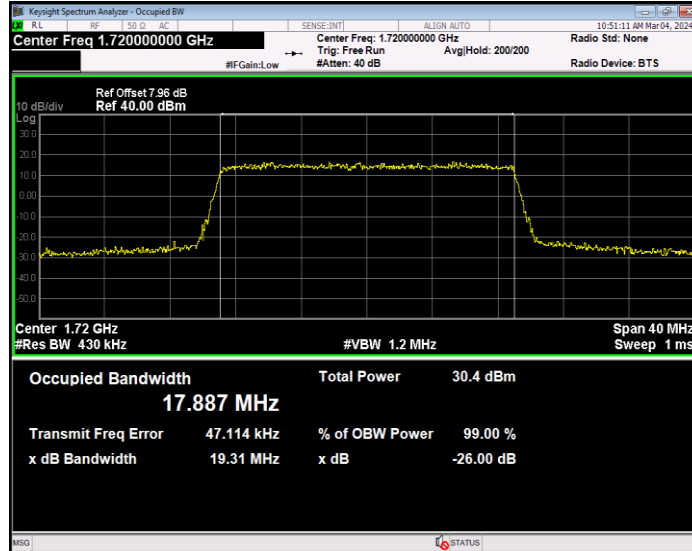 Keysight Spectrum Analyzer - Occupied BW
RL RF 50 Ω AC SENSE:INT ALIGN AUTO 10:51:11 AM Mar 04, 2024
Center Freq 1.720000000 GHz Center Freq: 1.720000000 GHz Radio Std: None
Trig: Free Run Avg|Hold: 200/200
#IFGain:Low #Atten: 40 dB Radio Device: BTS
Ref Offset 7.96 dB
10 dB/div Ref 40.00 dBm
Log
30.0
20.0
10.0
0.00
-10.0
-20.0
-30.0
-40.0
-50.0
Center 1.72 GHz Span 40 MHz
#Res BW 430 kHz #VBW 1.2 MHz Sweep 1 ms
Occupied Bandwidth Total Power 30.4 dBm
17.887 MHz
Transmit Freq Error 47.114 kHz % of OBW Power 99.00 %
x dB Bandwidth 19.31 MHz x dB -26.00 dB
MSG STATUS